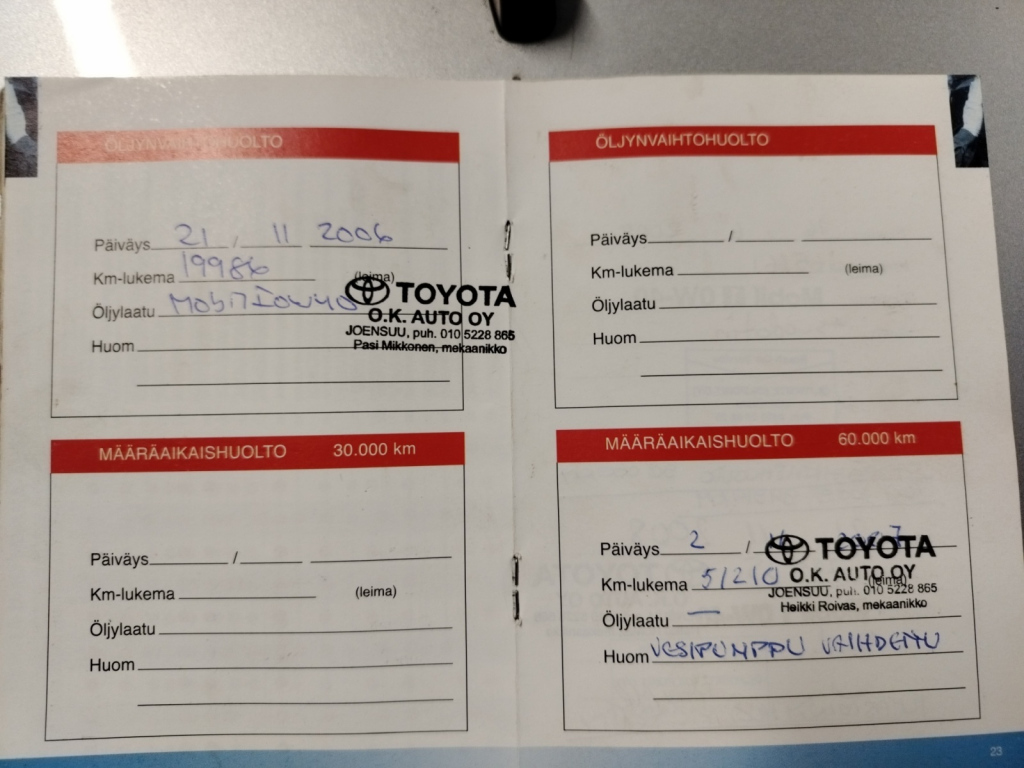 ÖLJYNVAIHTOHUOLTO
Päiväys 21 / 11 2006
Km-lukema 19986
(leima)
Öljylaatu Mobil 1 0W40
Huom
TOYOTA
O.K. AUTO OY
JOENSUU, puh. 010 5228 865
Pasi Mikkonen, mekaanikko
MÄÄRÄAIKAISHUOLTO 30.000 km
Päiväys /
Km-lukema (leima)
Öljylaatu
Huom
ÖLJYNVAIHTOHUOLTO
Päiväys /
Km-lukema (leima)
Öljylaatu
Huom
MÄÄRÄAIKAISHUOLTO 60.000 km
Päiväys 2 /
Km-lukema 51210 (leima)
Öljylaatu —
Huom VESIPUMPPU VAIHDETTU
TOYOTA
O.K. AUTO OY
JOENSUU, puh. 010 5228 865
Heikki Roivas, mekaanikko
23